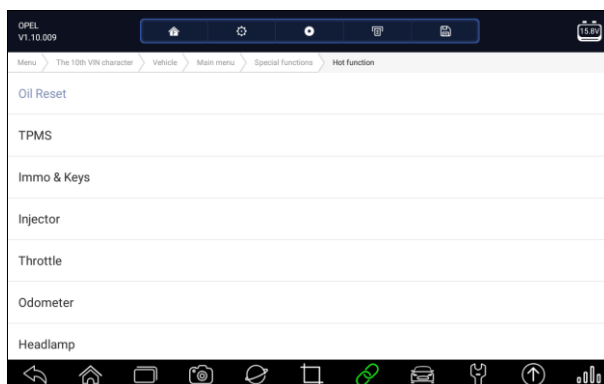 OPEL
V1.10.009
15.8V
Menu The 10th VIN character Vehicle Main menu Special functions Hot function
Oil Reset
TPMS
Immo & Keys
Injector
Throttle
Odometer
Headlamp